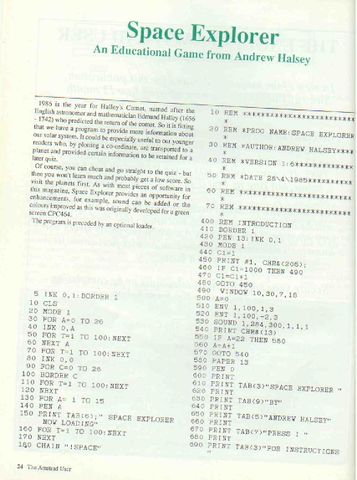 Space Explorer
An Educational Game from Andrew Halsey
1986 is the year for Halley's Comet, named after the
English astronomer and mathematician Edmund Halley (1656
- 1742) who predicted the return of the comet. So it is fitting
that we have a program to provide more information about
our solar system. It could be especially useful to our younger
readers who, by plotting a co-ordinate, are transported to a
planet and provided certain information to be retained for a
later quiz.
Of course, you can cheat and go straight to the quiz - but
then you won't learn much and probably get a low score. So
visit the planets first. As with most pieces of software in
this magazine, Space Explorer provides an opportunity for
enhancements, for example, sound can be added or the
colours improved as this was originally developed for a green
screen CPC464.
The program is preceded by an optional loader.
5 INK 0,1:BORDER 1
10 CLS
20 MODE 1
30 FOR A=0 TO 26
40 INK 0,A
50 FOR T=1 TO 100:NEXT
60 NEXT A
70 FOR T=1 TO 100:NEXT
80 INK 0,0
90 FOR C=0 TO 26
100 BORDER C
110 FOR T=1 TO 100:NEXT
120 NEXT
130 FOR A= 1 TO 15
140 PEN A
150 PRINT TAB(6);" SPACE EXPLORER
NOW LOADING"
160 FOR T=1 TO 100:NEXT
170 NEXT
180 CHAIN "!SPACE"
10 REM ************************
*
20 REM *PROG NAME:SPACE EXPLORER
*
30 REM *AUTHOR:ANDREW HALSEY****
*
40 REM *VERSION 1:6*************
*
50 REM *DATE 26\4\1985**********
*
60 REM ************************
*
70 REM ************************
*
400 REM INTRODUCTION
410 BORDER 1
420 PEN 13:INK 0,1
430 MODE 1
440 C1=1
450 PRINT #1, CHR$(205);
460 IF C1=1000 THEN 490
470 C1=C1+1
480 GOTO 450
490 WINDOW 10,30,7,18
500 A=0
510 ENV 1,100,1,3
520 ENT 1,100,-2,3
530 SOUND 1,284,300,1,1,1
540 PRINT CHR$(13)
550 IF A=22 THEN 580
560 A=A+1
570 GOTO 540
580 PAPER 13
590 PEN 0
600 PRINT
610 PRINT TAB(3)"SPACE EXPLORER "
620 PRINT
630 PRINT TAB(9)"BY"
640 PRINT
650 PRINT TAB(5)"ANDREW HALSEY"
660 PRINT
670 PRINT TAB(7)"PRESS I "
680 PRINT
690 PRINT TAB(3)"FOR INSTRUCTIONS
24 The Amstrad User